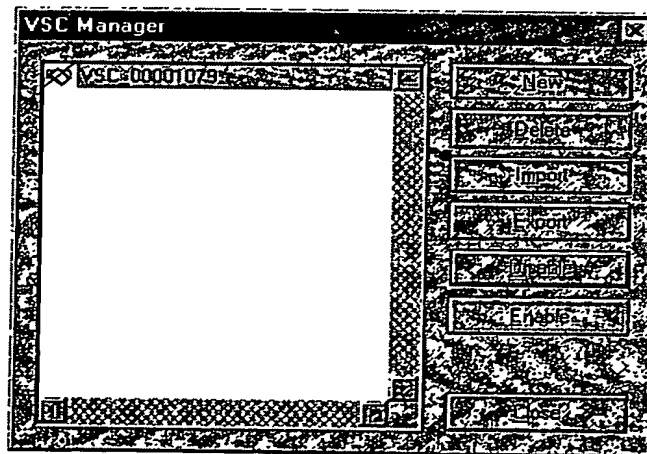 VSC Manager
VSC-00001079
New
Delete
Import
Export
Disable
Enable
Close